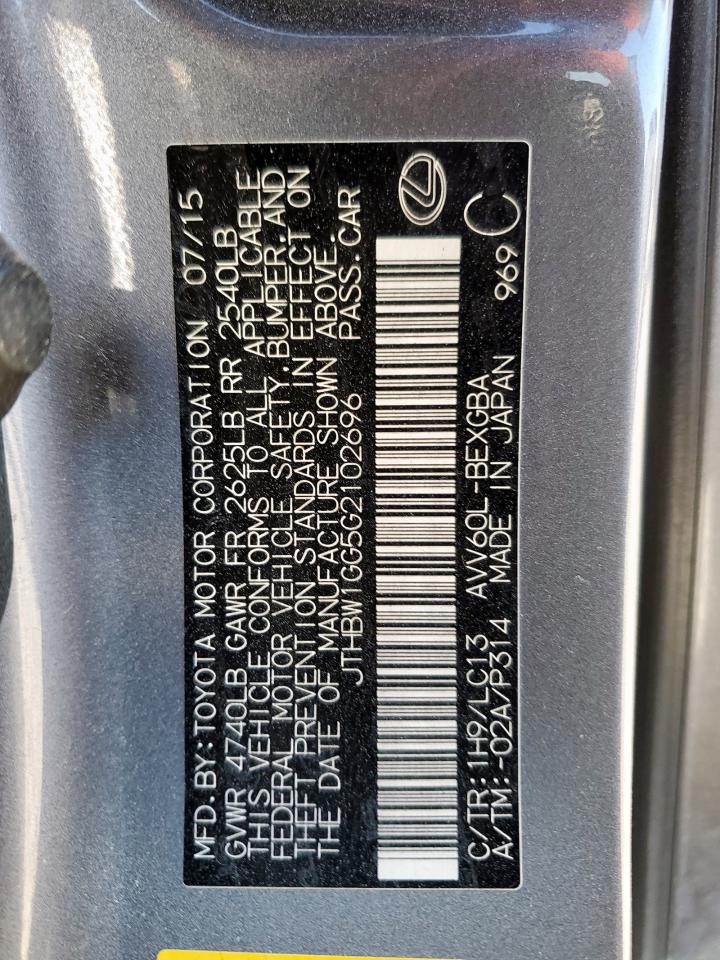 MFD.BY:TOYOTA MOTOR CORPORATION 07/15
GVWR 4740LB GAWR FR 2625LB RR 2540LB
THIS VEHICLE CONFORMS TO ALL APPLICABLE
FEDERAL MOTOR VEHICLE SAFETY,BUMPER,AND
THEFT PREVENTION STANDARDS IN EFFECT ON
THE DATE OF MANUFACTURE SHOWN ABOVE.
JTHBW1GG5G2102696 PASS.CAR
C/TR:1H9/LC13 AVV60L-BEXGBA
A/TM:-02A/P314 MADE IN JAPAN 969 C